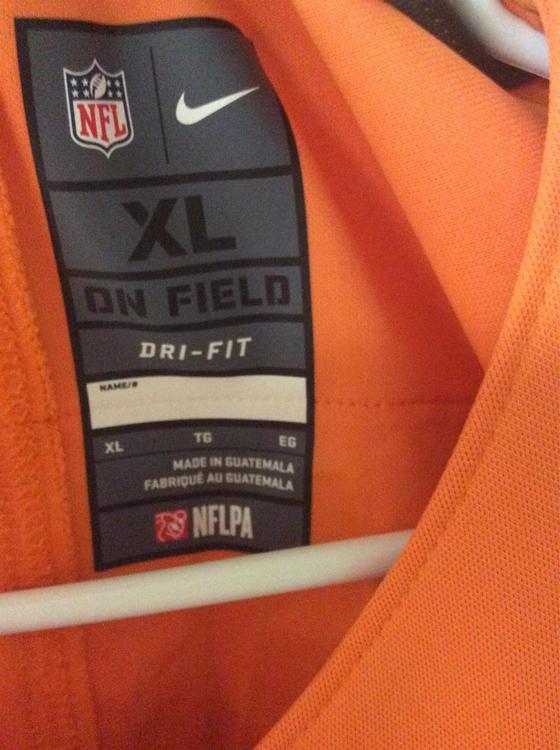 NFL
XL
ON FIELD
DRI-FIT
NAME/#
XL TG EG
MADE IN GUATEMALA
FABRIQUÉ AU GUATEMALA
NFLPA